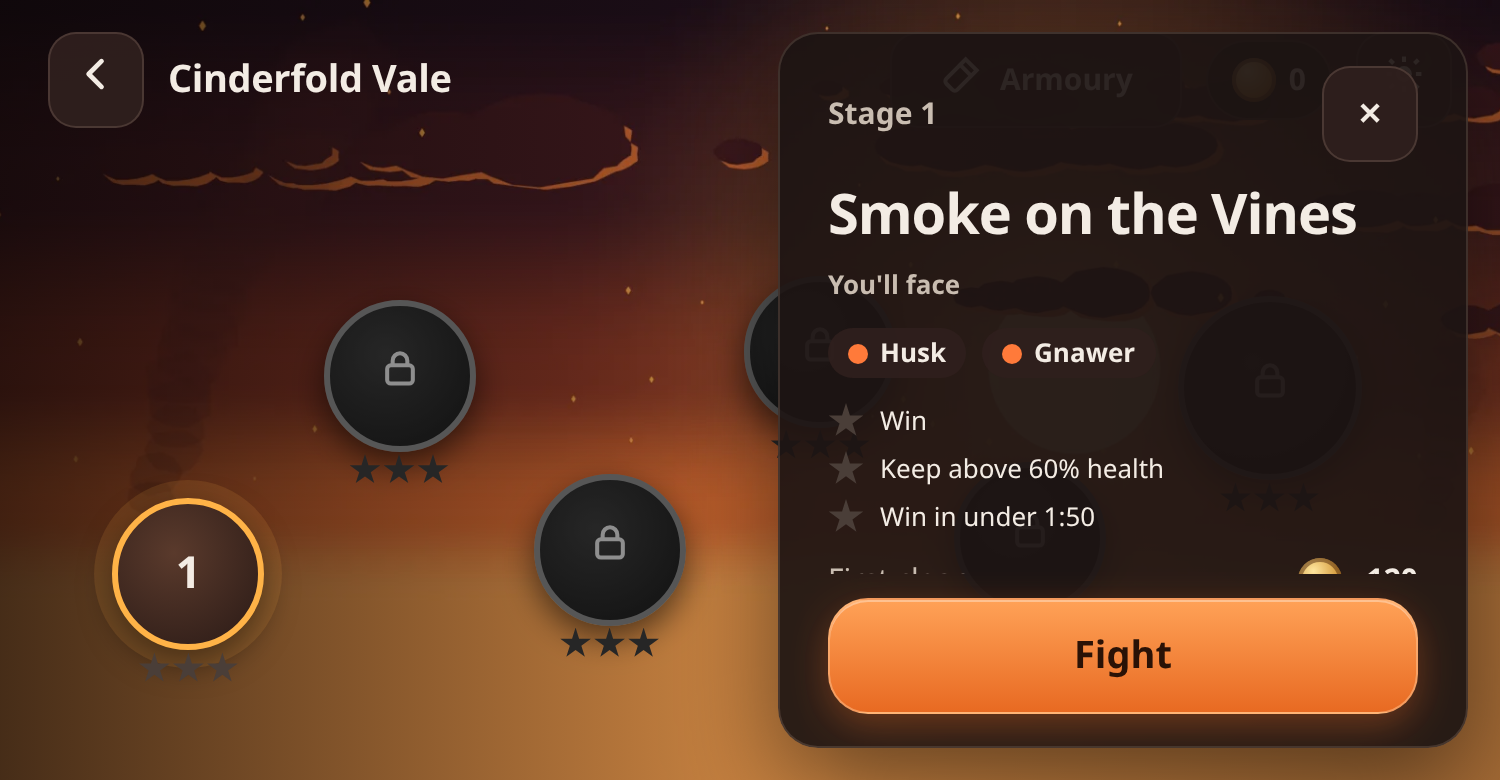 Cinderfold Vale
Armoury
0
Stage 1
×
Smoke on the Vines
You'll face
Husk
Gnawer
Win
Keep above 60% health
Win in under 1:50
1
Fight